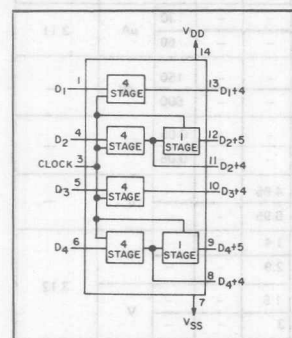 VDD
14
D1 1 4 STAGE 13 D1+4
D2 4 4 STAGE 1 STAGE 12 D2+5
11 D2+4
CLOCK 3
D3 5 4 STAGE 10 D3+4
D4 6 4 STAGE 1 STAGE 9 D4+5
8 D4+4
7
VSS